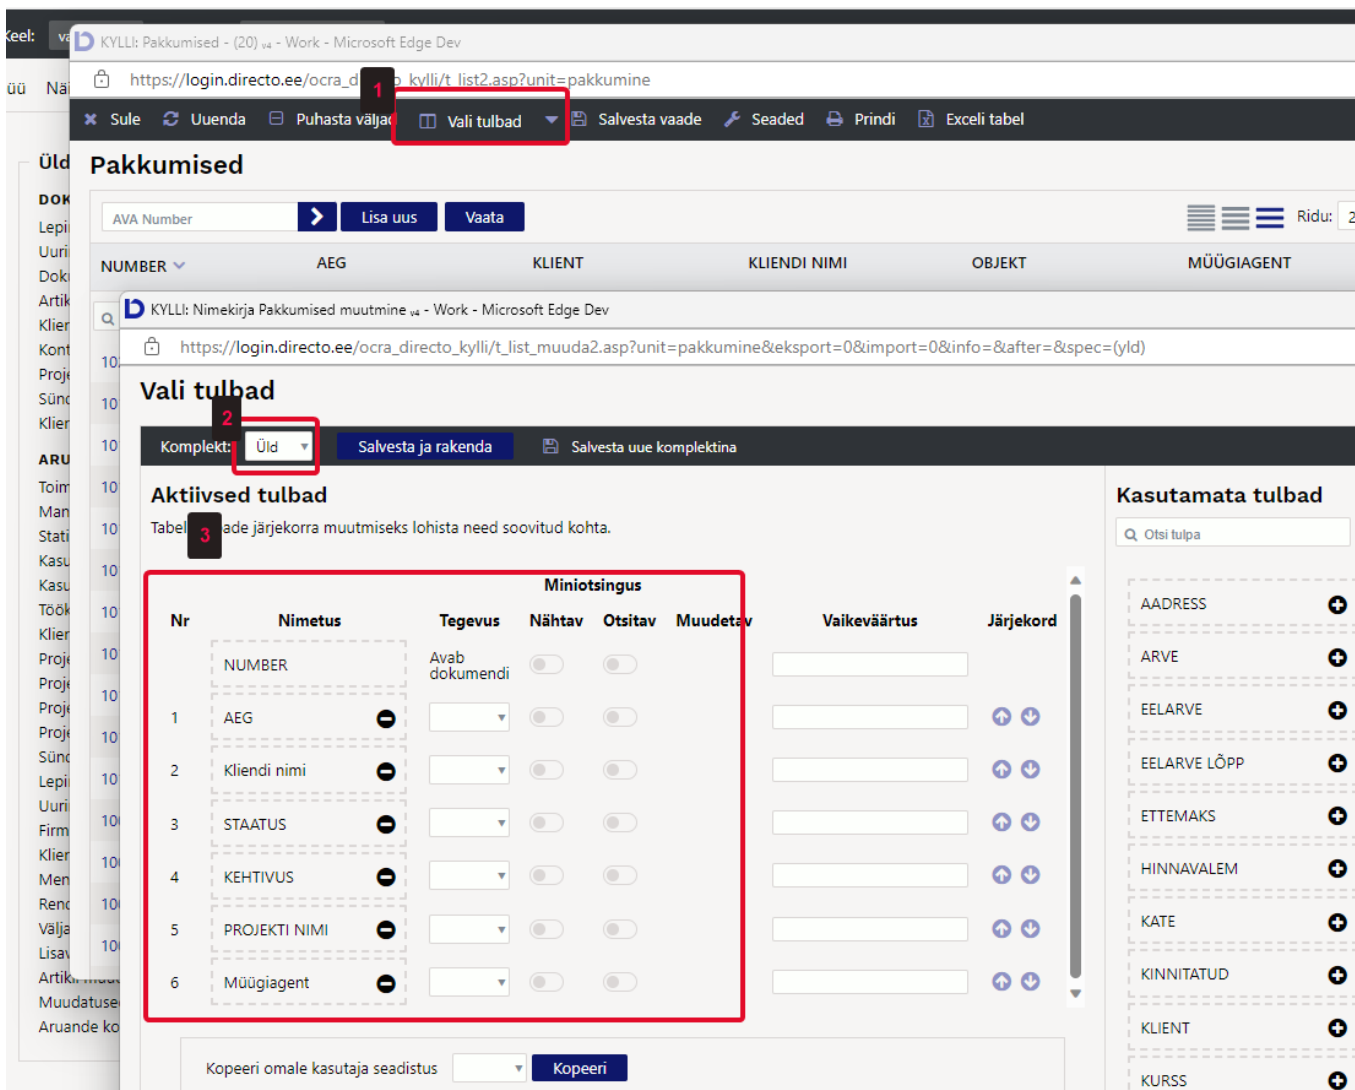 Keel:
KYLLI: Pakkumised - (20) v4 - Work - Microsoft Edge Dev
https://login.directo.ee/ocra_d o_kylli/t_list2.asp?unit=pakkumine
1
Sule Uuenda Puhasta väljad Vali tulbad Salvesta vaade Seaded Prindi Exceli tabel
Pakkumised
AVA Number Lisa uus Vaata Ridu: 2
NUMBER AEG KLIENT KLIENDI NIMI OBJEKT MÜÜGIAGENT
KYLLI: Nimekirja Pakkumised muutmine v4 - Work - Microsoft Edge Dev
https://login.directo.ee/ocra_directo_kylli/t_list_muuda2.asp?unit=pakkumine&eksport=0&import=0&info=&after=&spec=(yld)
Vali tulbad
2
Komplekt: Üld Salvesta ja rakenda Salvesta uue komplektina
Aktiivsed tulbad
3
järjekorra muutmiseks lohista need soovitud kohta.
Miniotsingus
Nr Nimetus Tegevus Nähtav Otsitav Muudetav Vaikeväärtus Järjekord
NUMBER Avab dokumendi
1 AEG
2 Kliendi nimi
3 STAATUS
4 KEHTIVUS
5 PROJEKTI NIMI
6 Müügiagent
Kopeeri omale kasutaja seadistus Kopeeri
Kasutamata tulbad
Otsi tulpa
AADRESS
ARVE
EELARVE
EELARVE LÕPP
ETTEMAKS
HINNAVALEM
KATE
KINNITATUD
KLIENT
KURSS